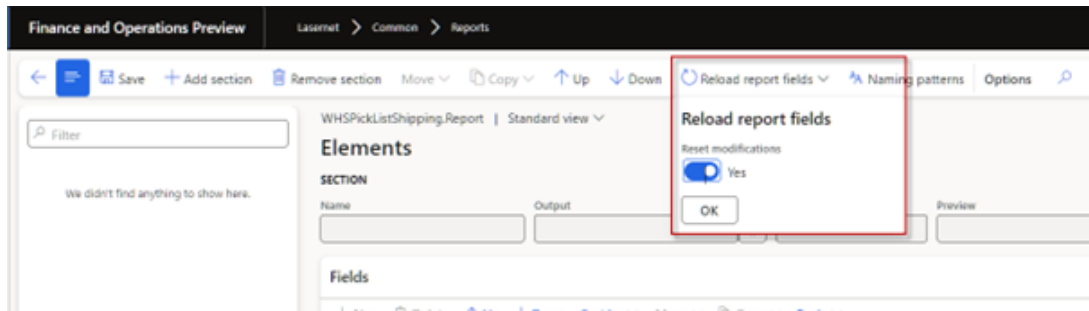 Finance and Operations Preview Lasernet > Common > Reports
Save + Add section Remove section Move Copy Up Down Reload report fields Naming patterns Options
Filter
We didn't find anything to show here.
WHSPickListShipping.Report | Standard view
Elements
SECTION
Name Output Preview
Reload report fields
Reset modifications
Yes
OK
Fields